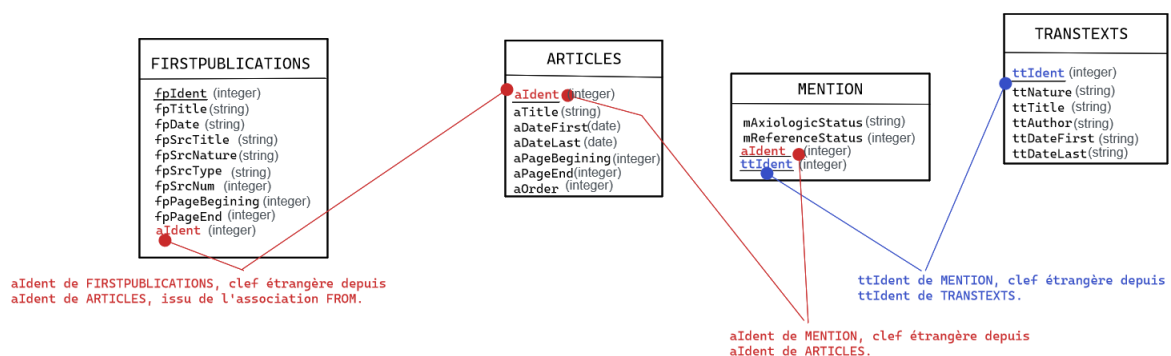 FIRSTPUBLICATIONS
fpIdent (integer)
fpTitle (string)
fpDate (string)
fpSrcTitle (string)
fpSrcNature (string)
fpSrcType (string)
fpSrcNum (integer)
fpPageBegining (integer)
fpPageEnd (integer)
aIdent (integer)
ARTICLES
aIdent (integer)
aTitle (string)
aDateFirst (date)
aDateLast (date)
aPageBegining (integer)
aPageEnd (integer)
aOrder (integer)
MENTION
mAxiologicStatus (string)
mReferenceStatus (integer)
aIdent (integer)
ttIdent (integer)
TRANSTEXTS
ttIdent (integer)
ttNature (string)
ttTitle (string)
ttAuthor (string)
ttDateFirst (string)
ttDateLast (string)
aIdent de FIRSTPUBLICATIONS, clef étrangère depuis
aIdent de ARTICLES, issu de l'association FROM.
ttIdent de MENTION, clef étrangère depuis
ttIdent de TRANSTEXTS.
aIdent de MENTION, clef étrangère depuis
aIdent de ARTICLES.